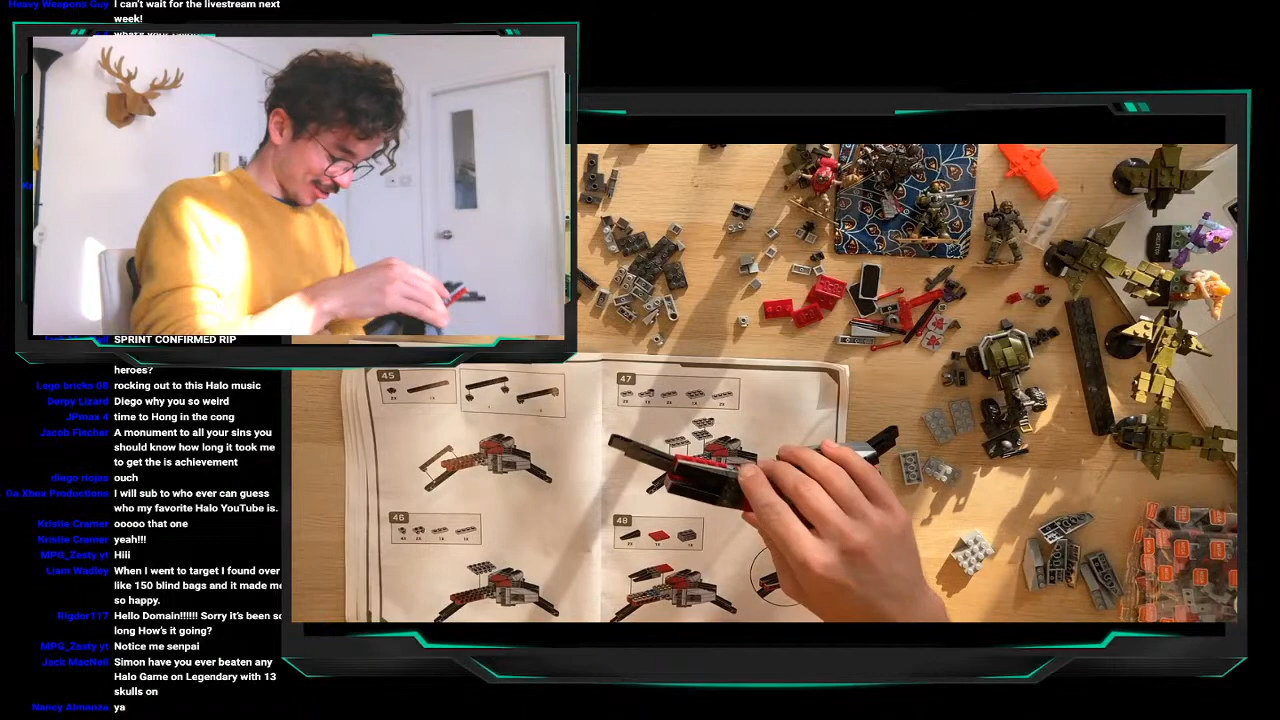 Heavy Weapons Guy I can't wait for the livestream next
week!
SPRINT CONFIRMED RIP
heroes?
Lego bricks 08 rocking out to this Halo music
Derpy Lizard Diego why you so weird
JPmax 4 time to Hong in the cong
Jacob Fischer A monument to all your sins you
should know how long it took me
to get the is achievement
diego rojas ouch
Oa Xbox Productions I will sub to who ever can guess
who my favorite Halo YouTube is.
Kristie Cramer ooooo that one
Kristie Cramer yeah!!!
MPG_Zesty yt Hiii
Liam Wadley When I went to target I found over
like 150 blind bags and it made me
so happy.
Rigdor117 Hello Domain!!!!!! Sorry it's been so
long How's it going?
MPG_Zesty yt Notice me senpai
Jack MacNeil Simon have you ever beaten any
Halo Game on Legendary with 13
skulls on
Nancy Almanza ya
45
47
46
48